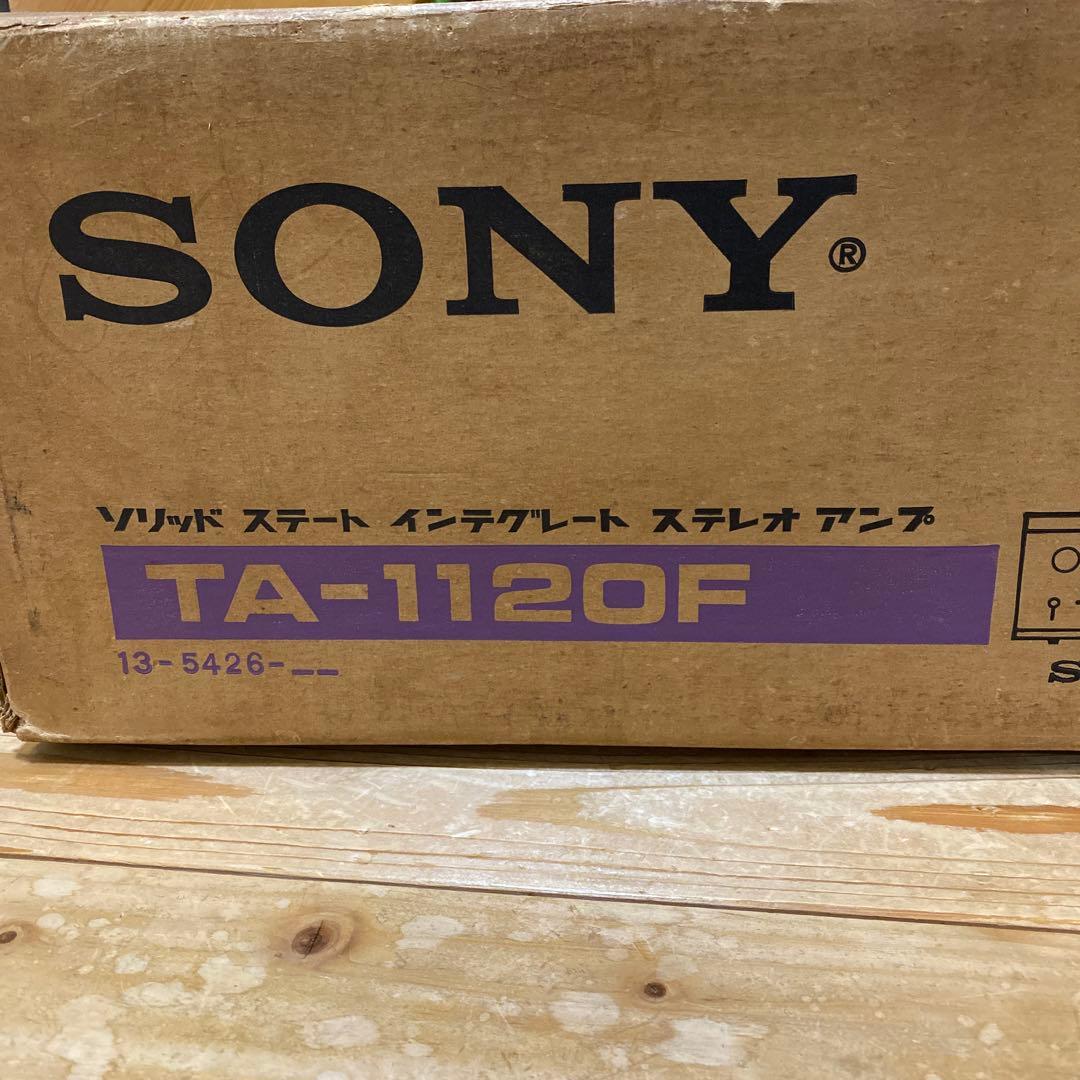 SONY®
ソリッド ステート インテグレート ステレオ アンプ
TA-1120F
13-5426-__